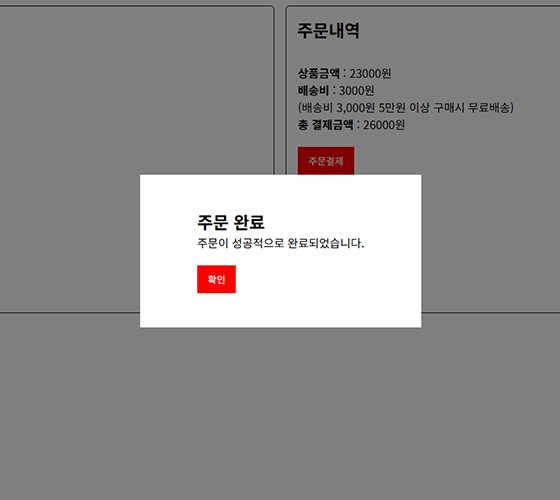 주문내역
상품금액 : 23000원
배송비 : 3000원
(배송비 3,000원 5만원 이상 구매시 무료배송)
총 결제금액 : 26000원
주문결제
주문 완료
주문이 성공적으로 완료되었습니다.
확인